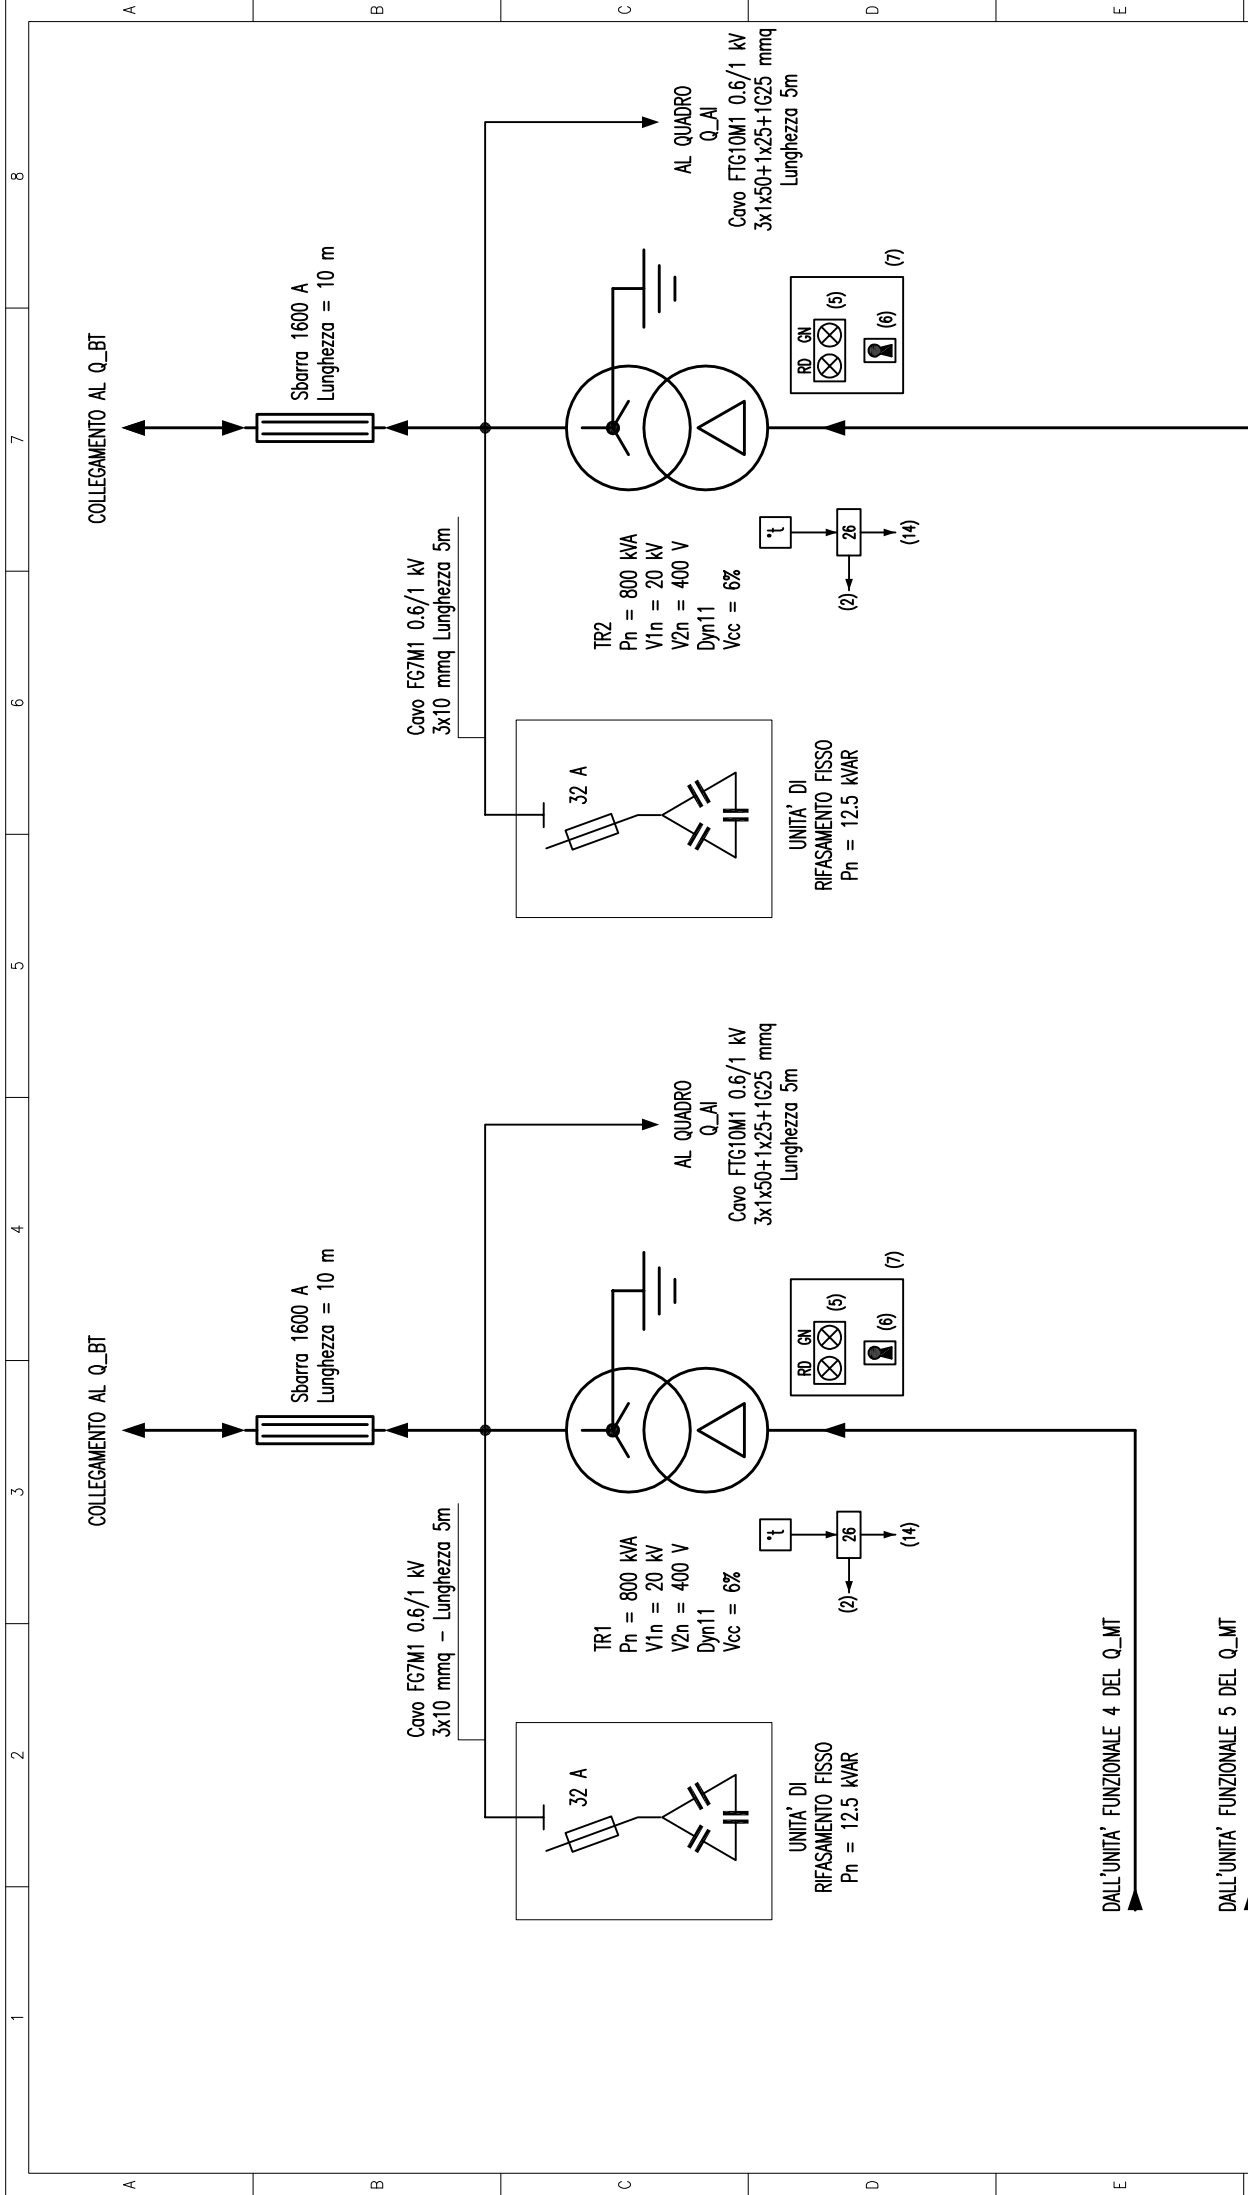 1
2
3
4
5
6
7
8
A
B
C
D
E
A
B
C
D
E
COLLEGAMENTO AL Q_BT
Sbarra 1600 A
Lunghezza = 10 m
Cavo FG7M1 0.6/1 kV
3x10 mmq – Lunghezza 5m
32 A
UNITA' DI
RIFASAMENTO FISSO
Pn = 12.5 kVAR
TR1
Pn = 800 kVA
V1n = 20 kV
V2n = 400 V
Dyn11
Vcc = 6%
°t
26
(2)
(14)
RD GN
(5)
(6)
(7)
AL QUADRO
Q_AI
Cavo FTG10M1 0.6/1 kV
3x1x50+1x25+1G25 mmq
Lunghezza 5m
COLLEGAMENTO AL Q_BT
Sbarra 1600 A
Lunghezza = 10 m
Cavo FG7M1 0.6/1 kV
3x10 mmq Lunghezza 5m
32 A
UNITA' DI
RIFASAMENTO FISSO
Pn = 12.5 kVAR
TR2
Pn = 800 kVA
V1n = 20 kV
V2n = 400 V
Dyn11
Vcc = 6%
°t
26
(2)
(14)
RD GN
(5)
(6)
(7)
AL QUADRO
Q_AI
Cavo FTG10M1 0.6/1 kV
3x1x50+1x25+1G25 mmq
Lunghezza 5m
DALL'UNITA' FUNZIONALE 4 DEL Q_MT
DALL'UNITA' FUNZIONALE 5 DEL Q_MT